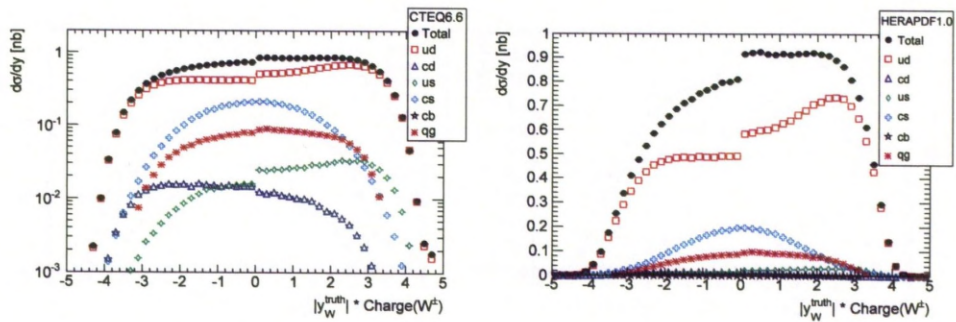 CTEQ6.6
Total
ud
cd
us
cs
cb
qg
dσ/dy [nb]
1
10⁻¹
10⁻²
10⁻³
-5 -4 -3 -2 -1 0 1 2 3 4 5
|y_W^truth| * Charge(W^±)
HERAPDF1.0
Total
ud
cd
us
cs
cb
qg
dσ/dy [nb]
1
0.9
0.8
0.7
0.6
0.5
0.4
0.3
0.2
0.1
0
-5 -4 -3 -2 -1 0 1 2 3 4 5
|y_W^truth| * Charge(W^±)